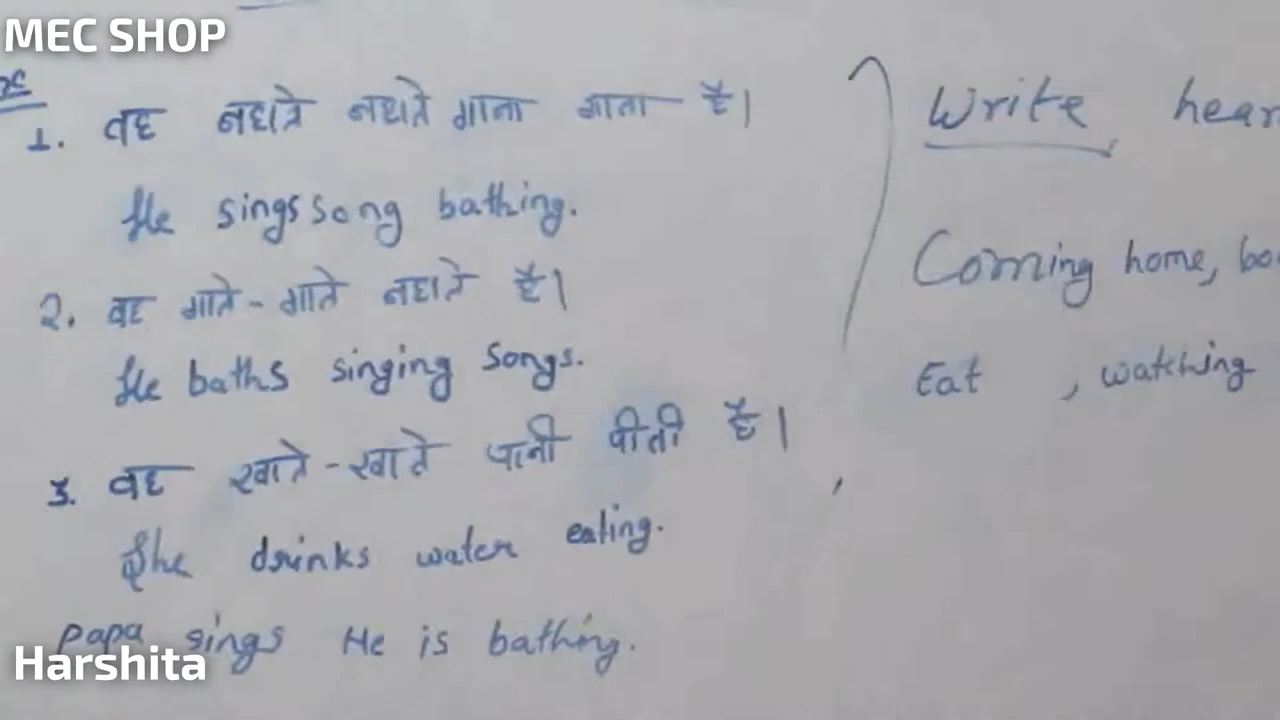 MEC SHOP
1. वह नहाते नहाते गाना गाता है।
He sings song bathing.
2. वह गाते-गाते नहाते है।
He baths singing songs.
3. वह खाते-खाते पानी पीती है।
She drinks water eating.
Papa sings He is bathing.
Harshita
Write, hear
Coming home,
Eat , watching